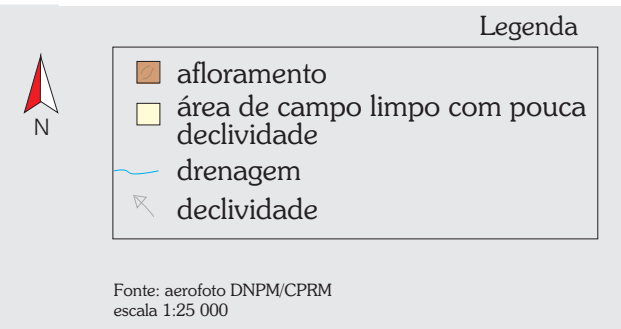 Legenda
N
afloramento
área de campo limpo com pouca
declividade
drenagem
declividade
Fonte: aerofoto DNPM/CPRM
escala 1:25 000